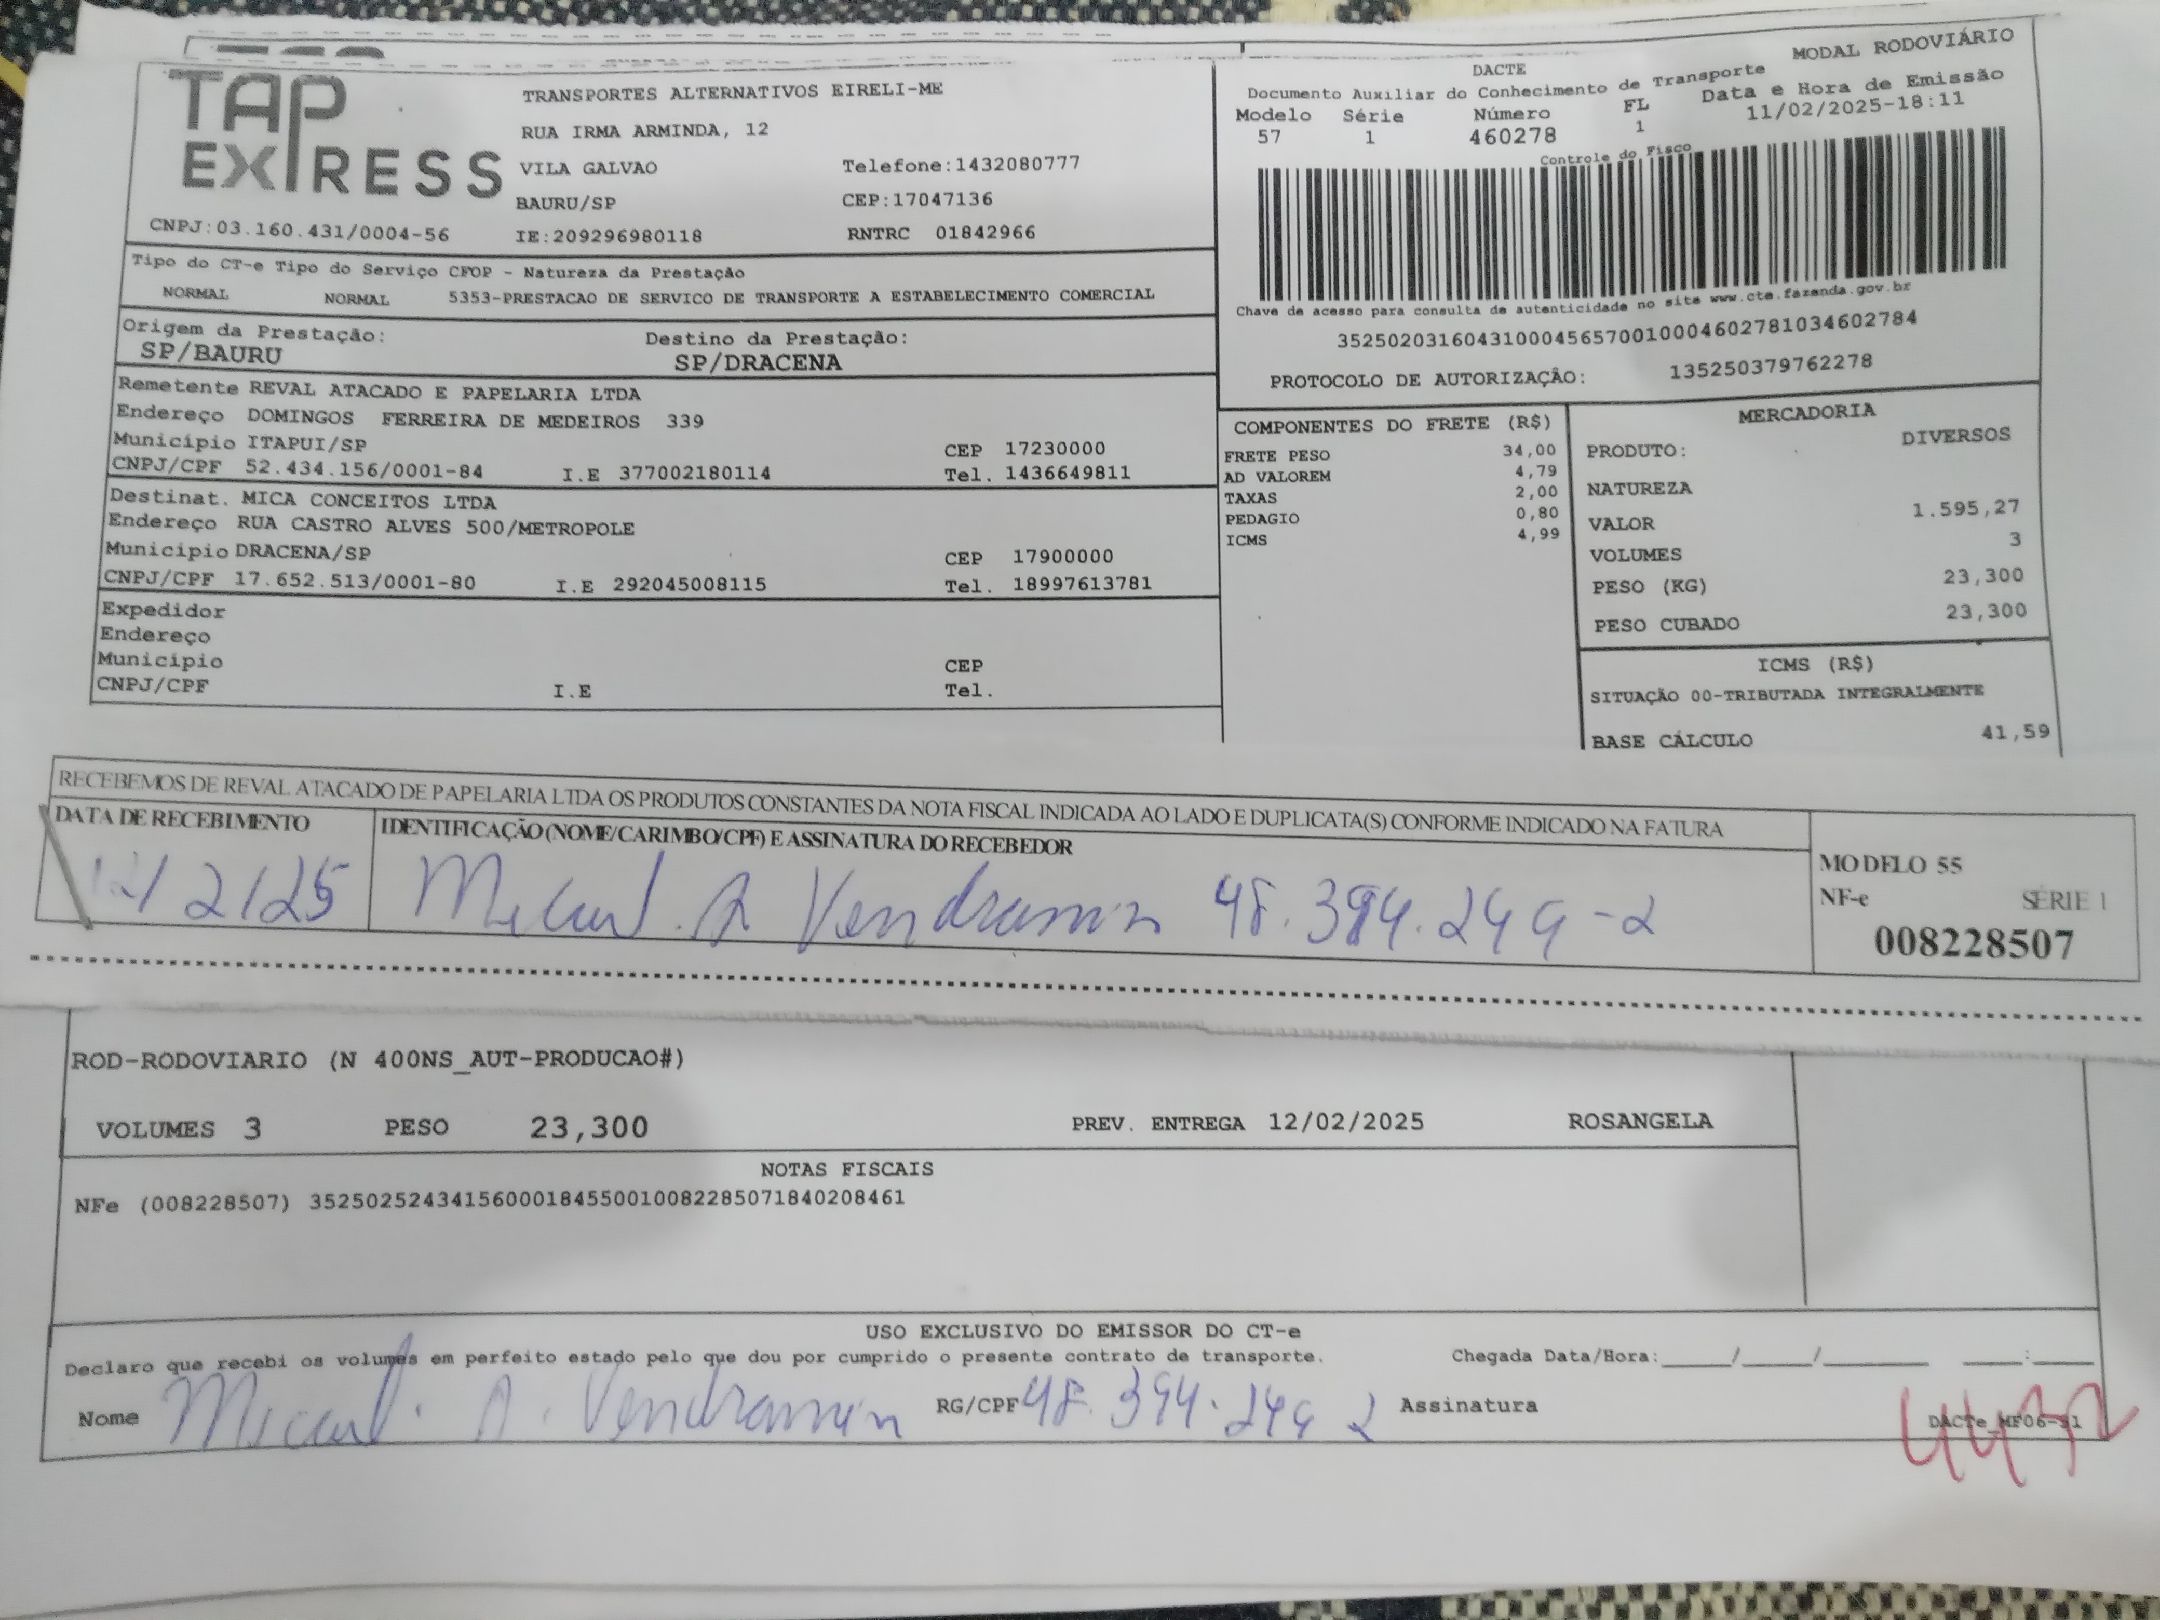 TAP EXPRESS
TRANSPORTES ALTERNATIVOS EIRELI-ME
RUA IRMA ARMINDA, 12
VILA GALVAO Telefone:1432080777
BAURU/SP CEP:17047136
CNPJ:03.160.431/0004-56 IE:209296980118 RNTRC 01842966
DACTE MODAL RODOVIÁRIO
Documento Auxiliar do Conhecimento de Transporte
Modelo Série Número FL Data e Hora de Emissão
57 1 460278 1 11/02/2025-18:11
Controle do Fisco
Chave de acesso para consulta de autenticidade no site www.cte.fazenda.gov.br
35250203160431000456570010004602781034602784
PROTOCOLO DE AUTORIZAÇÃO: 135250379762278
Tipo do CT-e Tipo do Serviço CFOP - Natureza da Prestação
NORMAL NORMAL 5353-PRESTACAO DE SERVICO DE TRANSPORTE A ESTABELECIMENTO COMERCIAL
Origem da Prestação: Destino da Prestação:
SP/BAURU SP/DRACENA
Remetente REVAL ATACADO E PAPELARIA LTDA
Endereço DOMINGOS FERREIRA DE MEDEIROS 339
Município ITAPUI/SP CEP 17230000
CNPJ/CPF 52.434.156/0001-84 I.E 377002180114 Tel. 1436649811
Destinat. MICA CONCEITOS LTDA
Endereço RUA CASTRO ALVES 500/METROPOLE
Município DRACENA/SP CEP 17900000
CNPJ/CPF 17.652.513/0001-80 I.E 292045008115 Tel. 18997613781
Expedidor
Endereço
Município CEP
CNPJ/CPF I.E Tel.
COMPONENTES DO FRETE (R$)
FRETE PESO 34,00
AD VALOREM 4,79
TAXAS 2,00
PEDAGIO 0,80
ICMS 4,99
MERCADORIA
PRODUTO: DIVERSOS
NATUREZA
VALOR 1.595,27
VOLUMES 3
PESO (KG) 23,300
PESO CUBADO 23,300
ICMS (R$)
SITUAÇÃO 00-TRIBUTADA INTEGRALMENTE
BASE CÁLCULO 41,59
RECEBEMOS DE REVAL ATACADO DE PAPELARIA LTDA OS PRODUTOS CONSTANTES DA NOTA FISCAL INDICADA AO LADO E DUPLICATA(S) CONFORME INDICADO NA FATURA
DATA DE RECEBIMENTO IDENTIFICAÇÃO (NOME/CARIMBO/CPF) E ASSINATURA DO RECEBEDOR
2/25 A Vendramin 48.394.249-2
MODELO 55
NF-e SÉRIE 1
008228507
ROD-RODOVIARIO (N 400NS_AUT-PRODUCAO#)
VOLUMES 3 PESO 23,300 PREV. ENTREGA 12/02/2025 ROSANGELA
NOTAS FISCAIS
NFe (008228507) 35250252434156000184550010082285071840208461
USO EXCLUSIVO DO EMISSOR DO CT-e
Declaro que recebi os volumes em perfeito estado pelo que dou por cumprido o presente contrato de transporte. Chegada Data/Hora:____/____/______ ___:___
Nome A. Vendramin RG/CPF 48.394.249 2 Assinatura